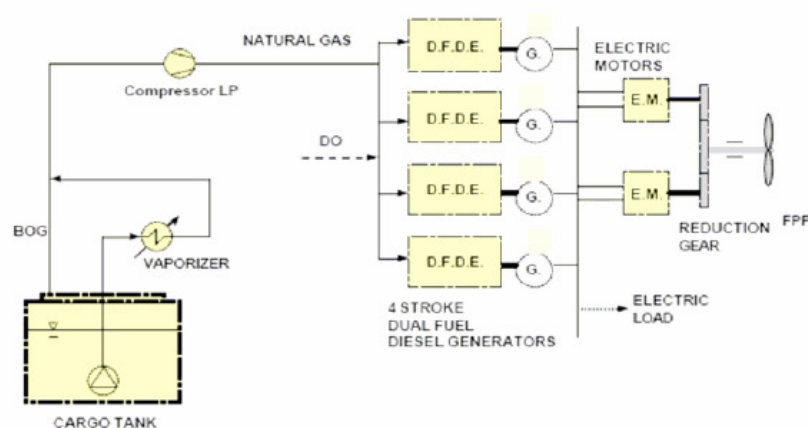 NATURAL GAS
Compressor LP
D.F.D.E.
G.
ELECTRIC
MOTORS
E.M.
D.F.D.E.
G.
DO
D.F.D.E.
G.
E.M.
BOG
VAPORIZER
REDUCTION
GEAR
FPP
D.F.D.E.
G.
4 STROKE
DUAL FUEL
DIESEL GENERATORS
ELECTRIC
LOAD
CARGO TANK